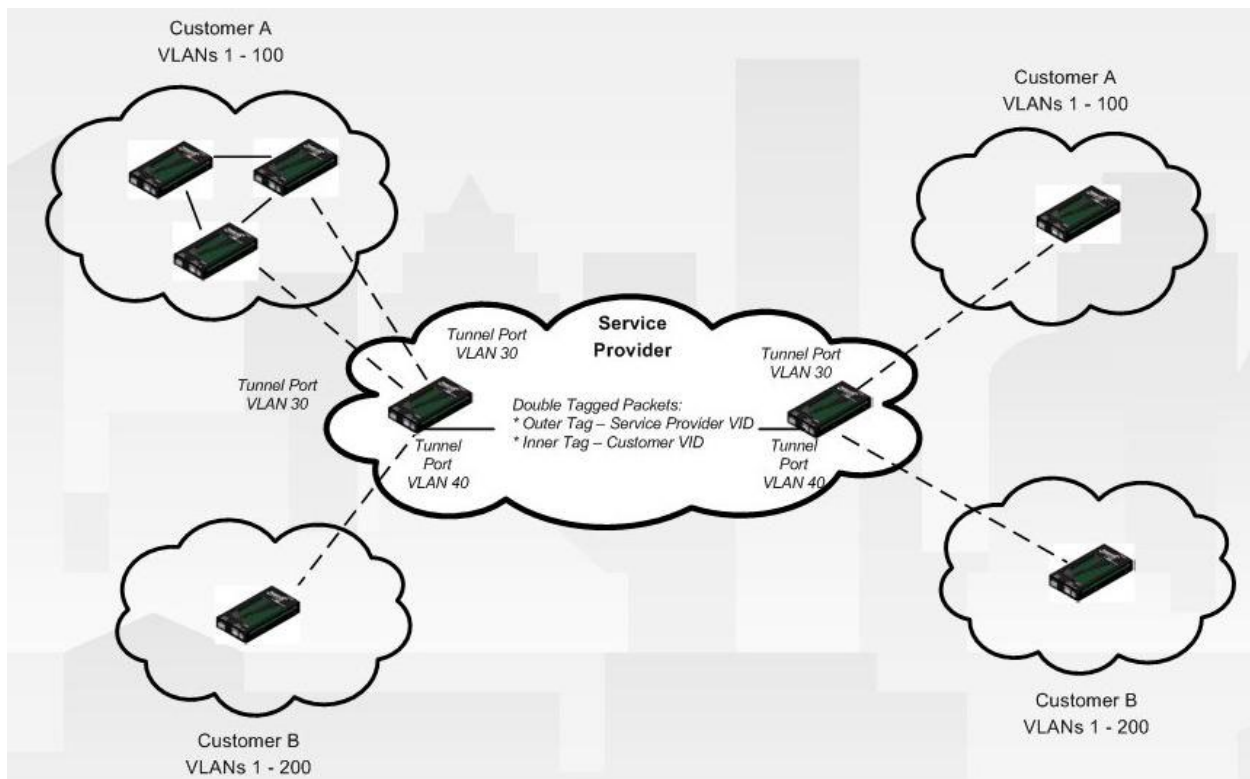 Customer A
VLANs 1 - 100
Customer A
VLANs 1 - 100
Service
Provider
Tunnel Port
VLAN 30
Tunnel Port
VLAN 30
Tunnel Port
VLAN 30
Double Tagged Packets:
* Outer Tag – Service Provider VID
* Inner Tag – Customer VID
Tunnel
Port
VLAN 40
Tunnel
Port
VLAN 40
Customer B
VLANs 1 - 200
Customer B
VLANs 1 - 200